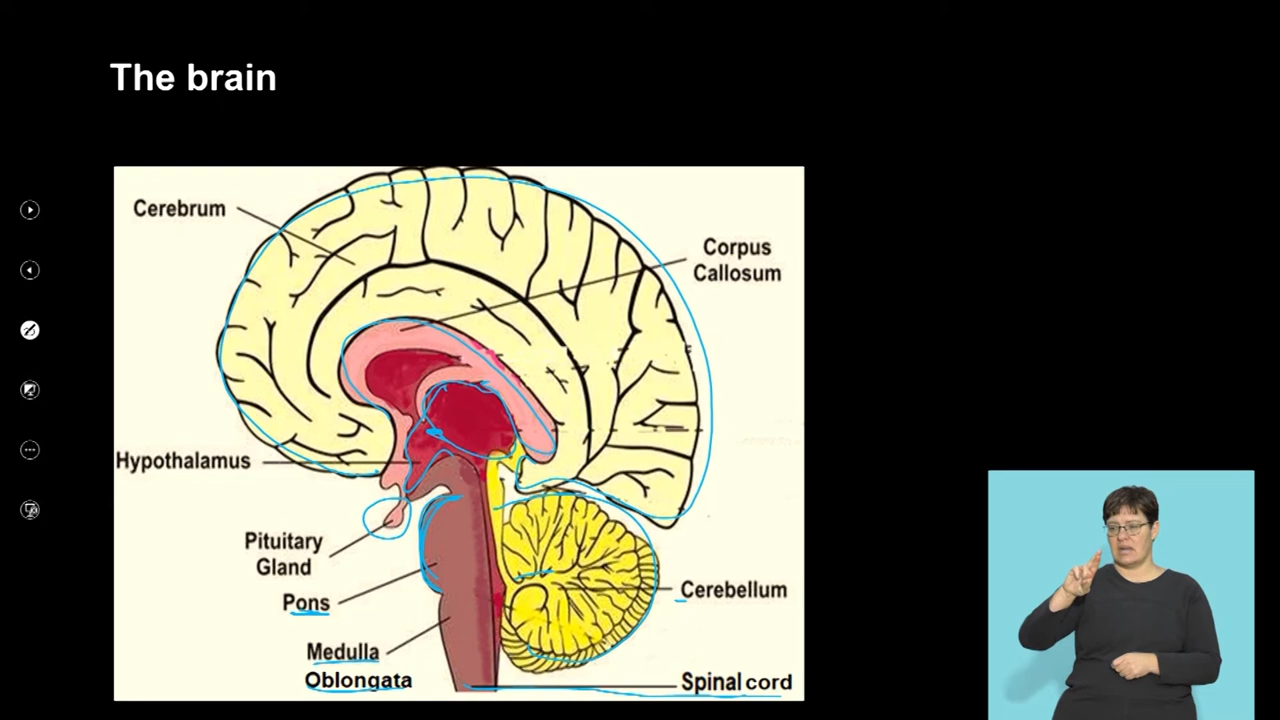 The brain
Cerebrum
Corpus
Callosum
Hypothalamus
Pituitary
Gland
Pons
Cerebellum
Medulla
Oblongata
Spinal cord